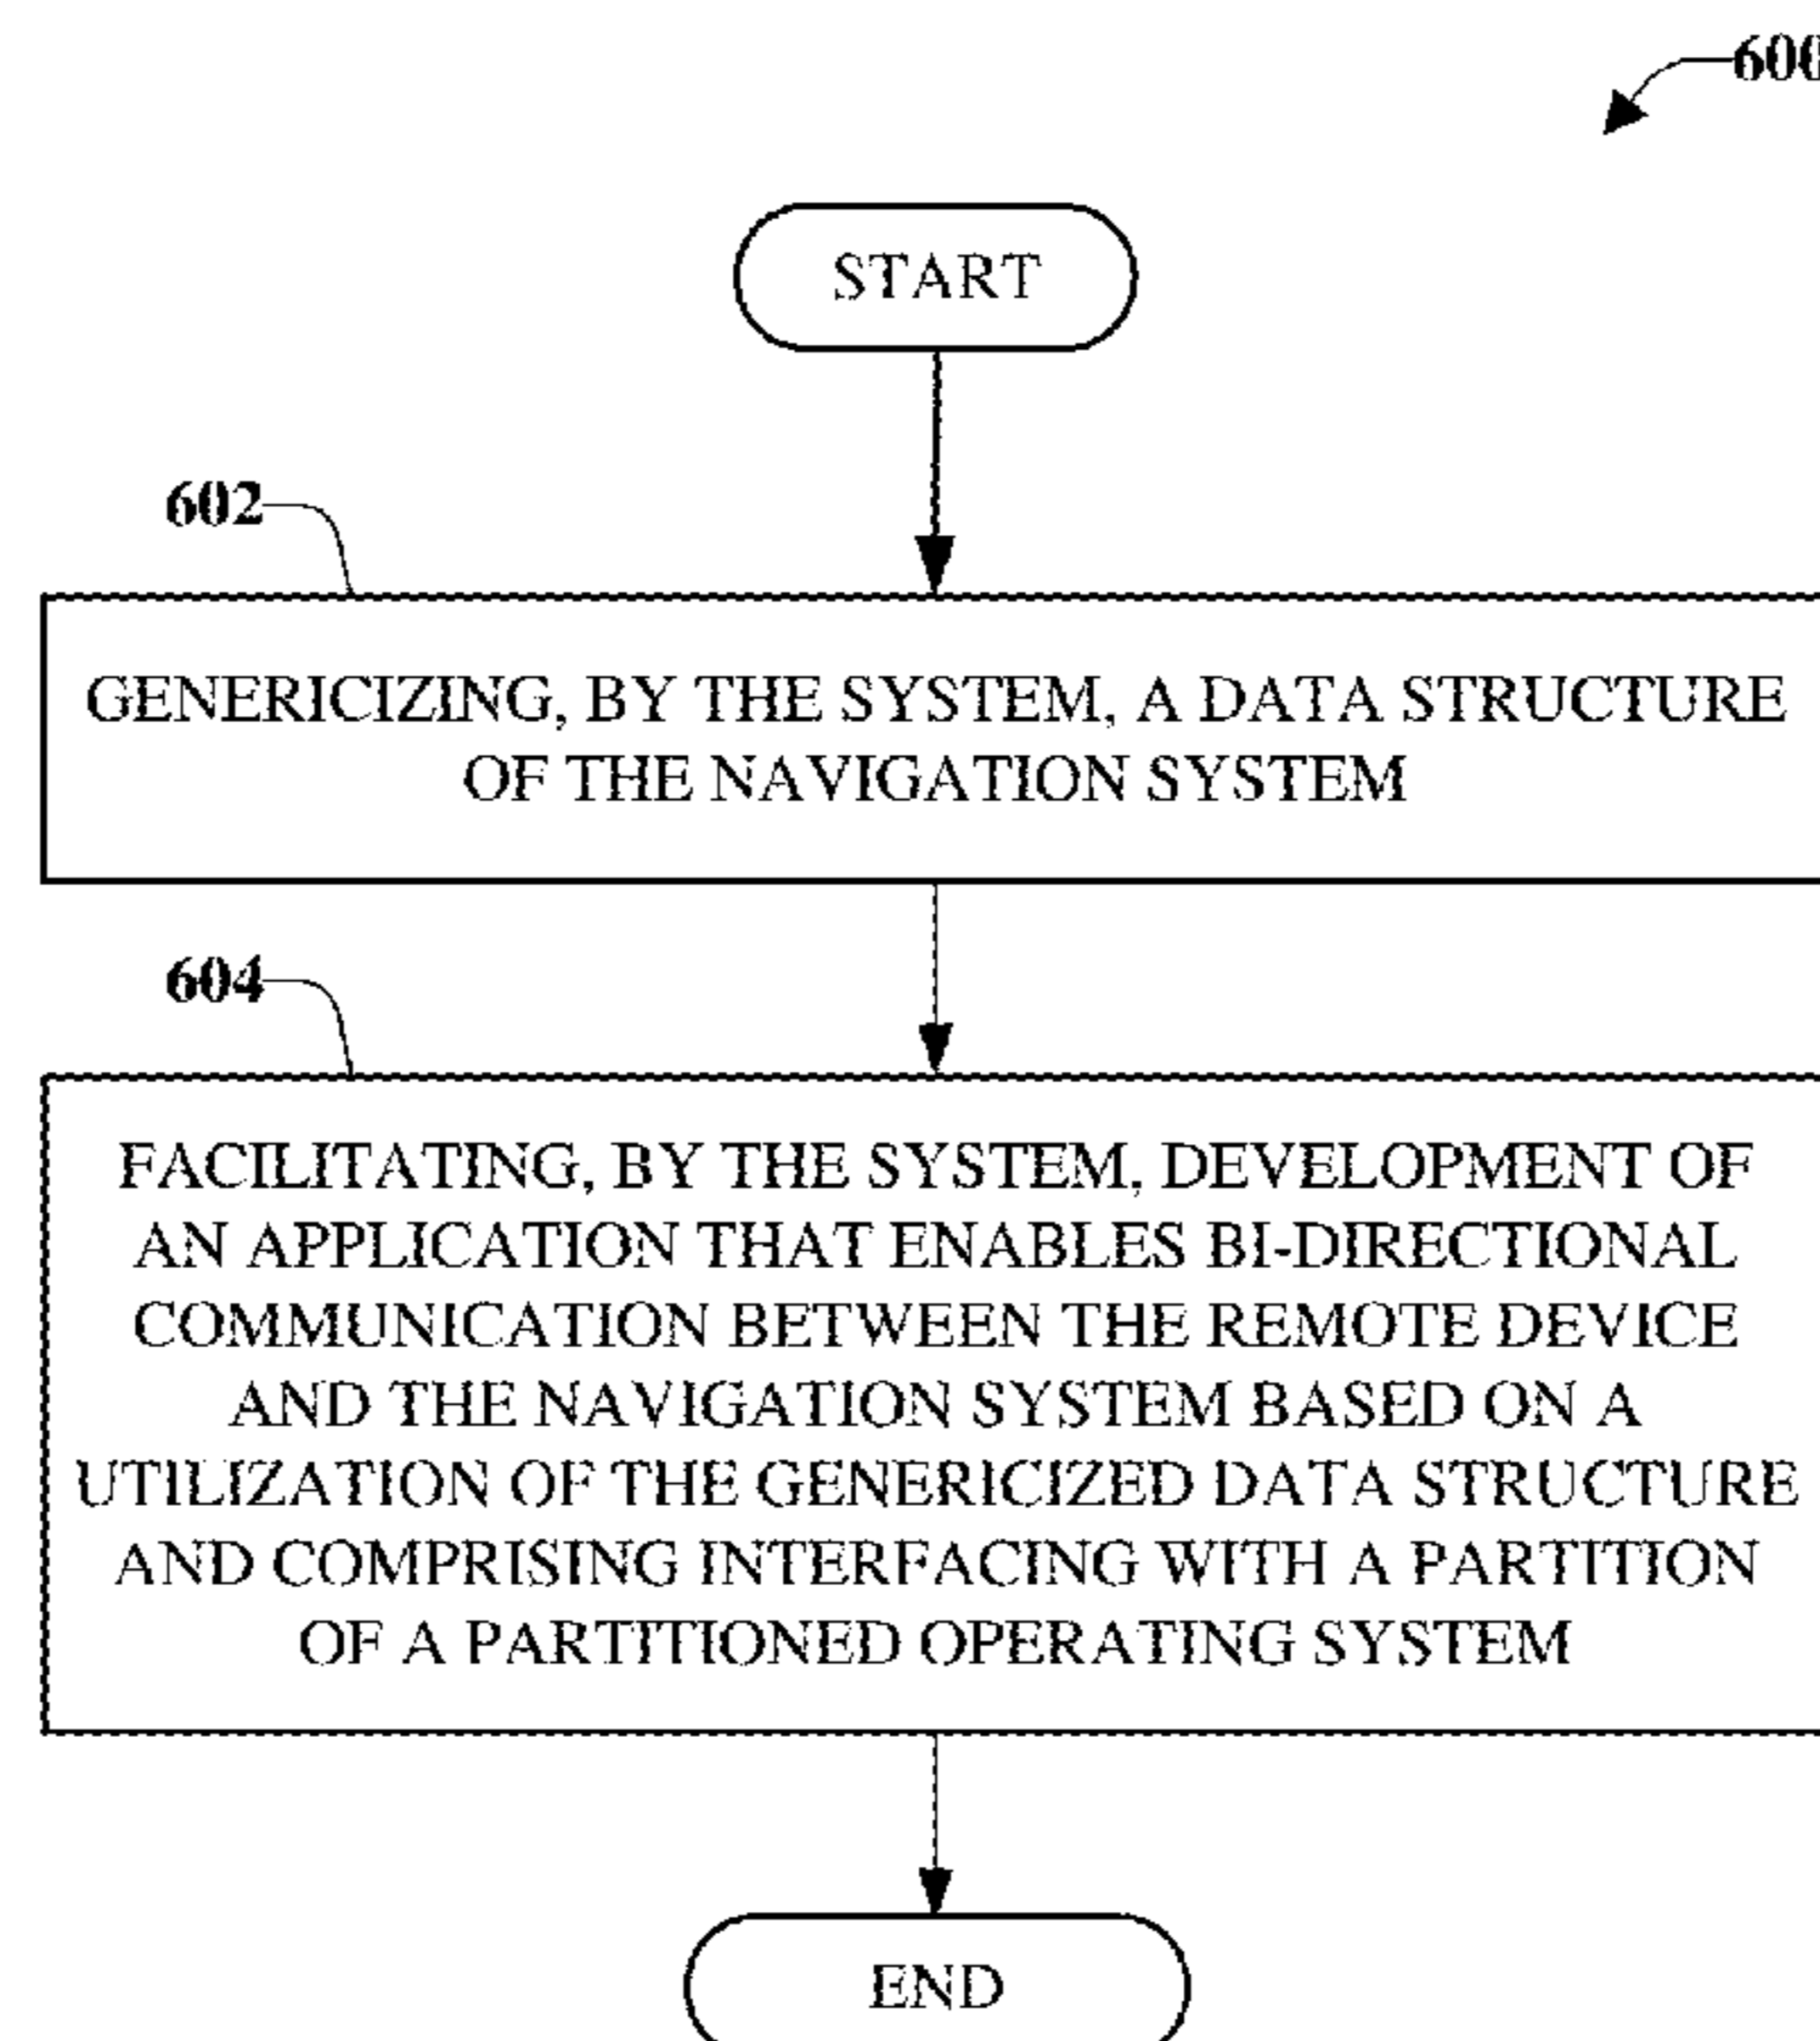 600
START
602
GENERICIZING, BY THE SYSTEM, A DATA STRUCTURE
OF THE NAVIGATION SYSTEM
604
FACILITATING, BY THE SYSTEM, DEVELOPMENT OF
AN APPLICATION THAT ENABLES BI-DIRECTIONAL
COMMUNICATION BETWEEN THE REMOTE DEVICE
AND THE NAVIGATION SYSTEM BASED ON A
UTILIZATION OF THE GENERICIZED DATA STRUCTURE
AND COMPRISING INTERFACING WITH A PARTITION
OF A PARTITIONED OPERATING SYSTEM
END